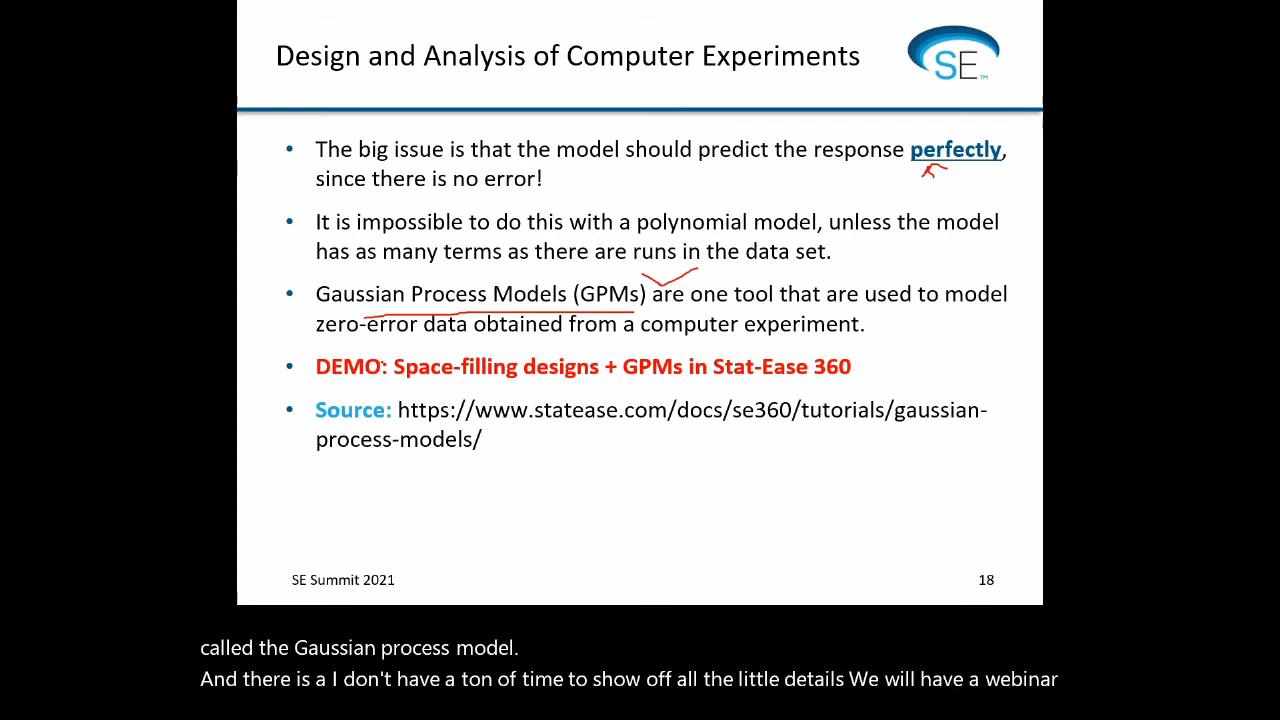 Design and Analysis of Computer Experiments
SE™
• The big issue is that the model should predict the response perfectly,
since there is no error!
• It is impossible to do this with a polynomial model, unless the model
has as many terms as there are runs in the data set.
• Gaussian Process Models (GPMs) are one tool that are used to model
zero-error data obtained from a computer experiment.
• DEMO: Space-filling designs + GPMs in Stat-Ease 360
• Source: https://www.statease.com/docs/se360/tutorials/gaussian-
process-models/
SE Summit 2021
18
called the Gaussian process model.
And there is a I don't have a ton of time to show off all the little details We will have a webinar